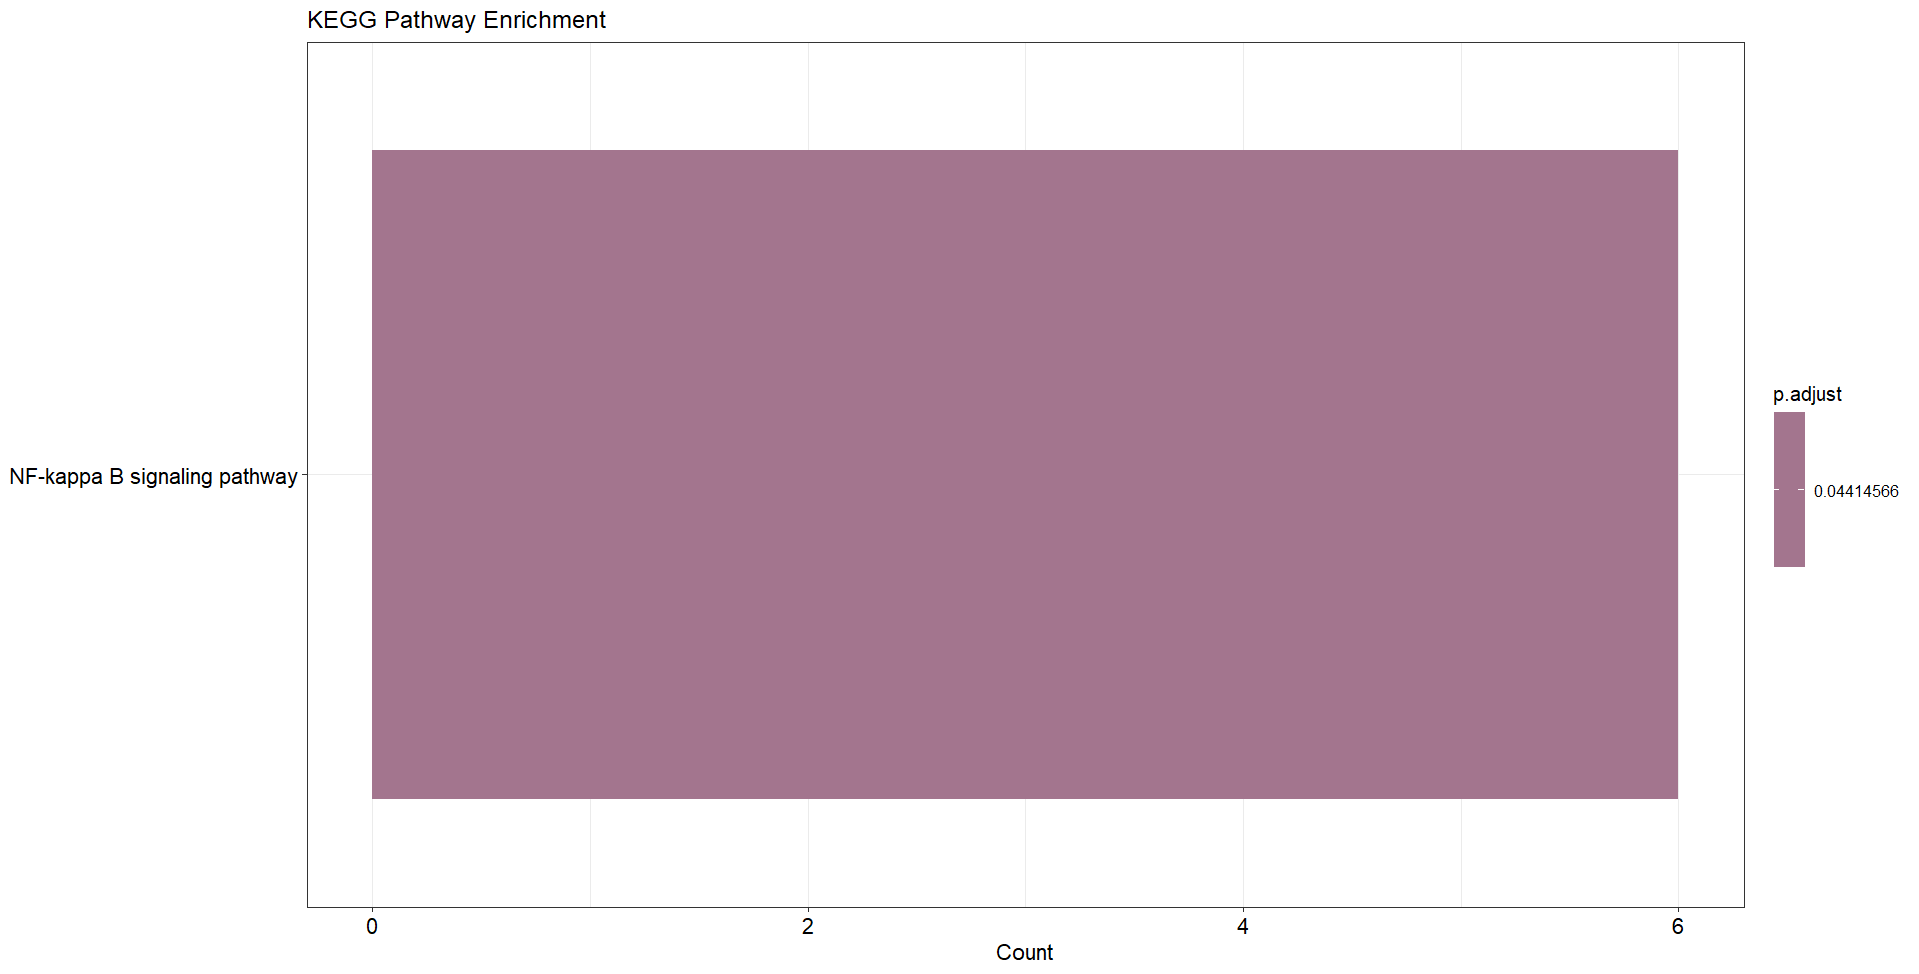 KEGG Pathway Enrichment
NF-kappa B signaling pathway
p.adjust
0.04414566
0 2 4 6
Count